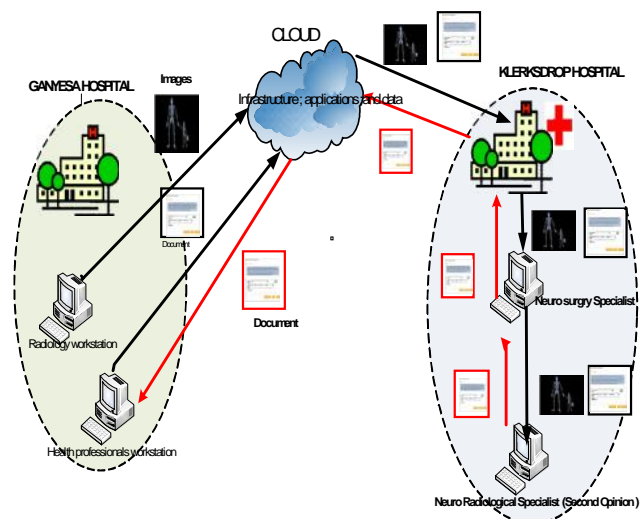 CLOUD
Images
GANYESA HOSPITAL
KLERKSDROP HOSPITAL
Infrastructure ; applications ; and data
H
H
Document
Document
Radiology workstation
Neuro surgry Specialist
Health professionals workstation
Neuro Radiological Specialist (Second Opinion )